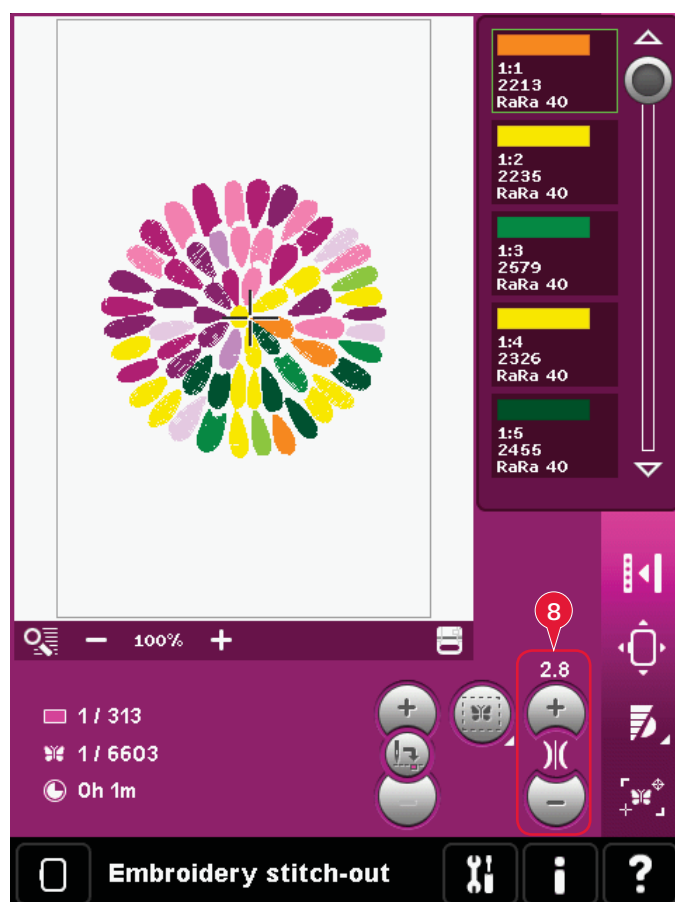 1:1
2213
RaRa 40
1:2
2235
RaRa 40
1:3
2579
RaRa 40
1:4
2326
RaRa 40
1:5
2455
RaRa 40
100%
8
2.8
1 / 313
1 / 6603
0h 1m
Embroidery stitch-out